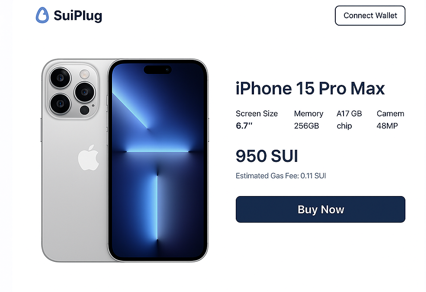 SuiPlug
Connect Wallet
iPhone 15 Pro Max
Screen Size Memory A17 GB Camem
6.7" 256GB chip 48MP
950 SUI
Estimated Gas Fee: 0.11 SUI
Buy Now